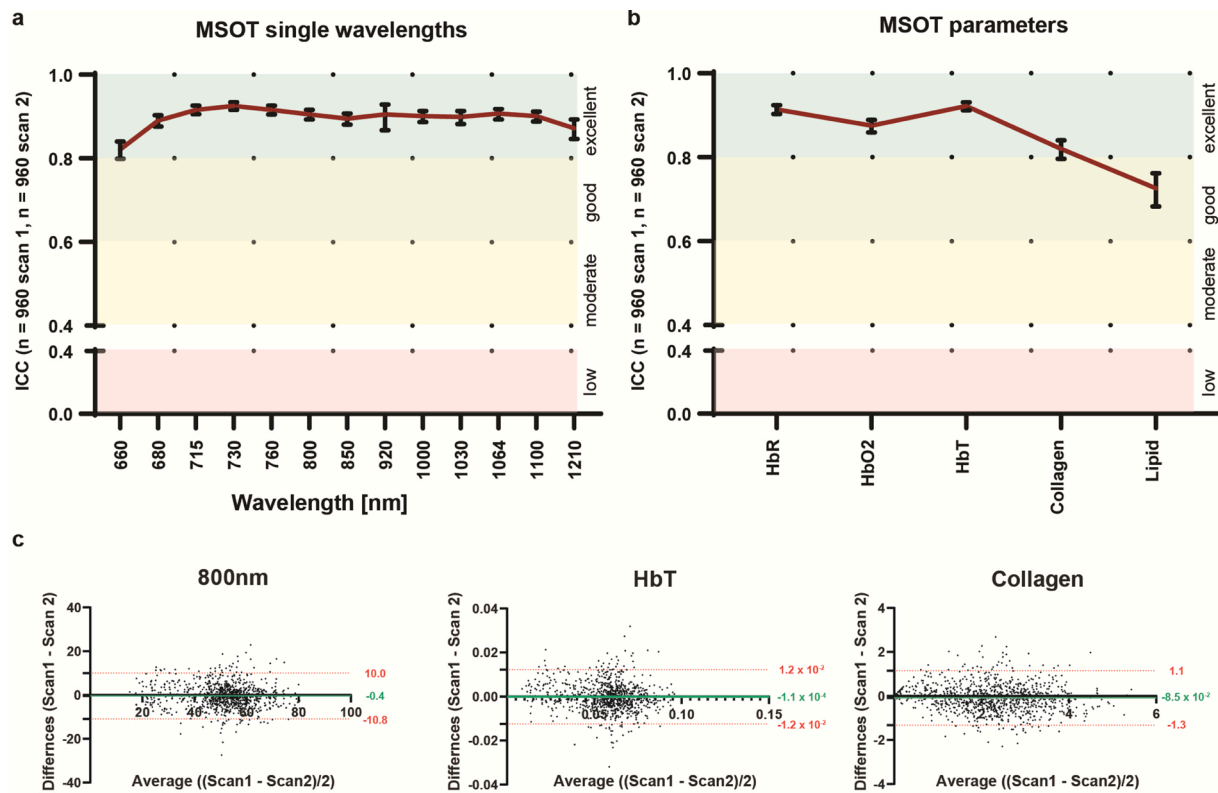 a
MSOT single wavelengths
ICC (n = 960 scan 1, n = 960 scan 2)
1.0
0.8
0.6
0.4
0.4
0.0
excellent
good
moderate
low
660
680
715
730
760
800
850
920
1000
1030
1064
1100
1210
Wavelength [nm]
b
MSOT parameters
ICC (n = 960 scan 1, n = 960 scan 2)
1.0
0.8
0.6
0.4
0.4
0.0
excellent
good
moderate
low
HbR
HbO2
HbT
Collagen
Lipid
c
800nm
Differnces (Scan1 - Scan 2)
40
20
0
-20
-40
20
40
60
80
100
10.0
-0.4
-10.8
Average ((Scan1 - Scan2)/2)
HbT
Differnces (Scan1 - Scan 2)
0.04
0.02
0.00
-0.02
-0.04
0.05
0.10
0.15
1.2 x 10⁻²
-1.1 x 10⁻⁴
-1.2 x 10⁻²
Average ((Scan1 - Scan2)/2)
Collagen
Differnces (Scan1 - Scan 2)
4
2
0
-2
-4
4
6
1.1
-8.5 x 10⁻²
-1.3
Average ((Scan1 - Scan2)/2)